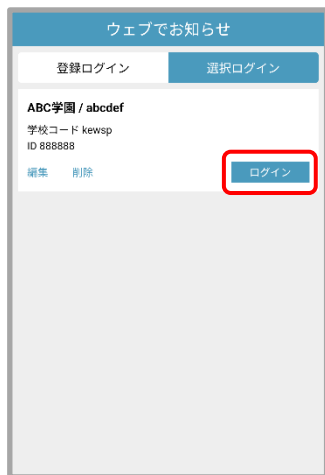 ウェブでお知らせ
登録ログイン 選択ログイン
ABC学園 / abcdef
学校コード kewsp
ID 888888
編集 削除 ログイン